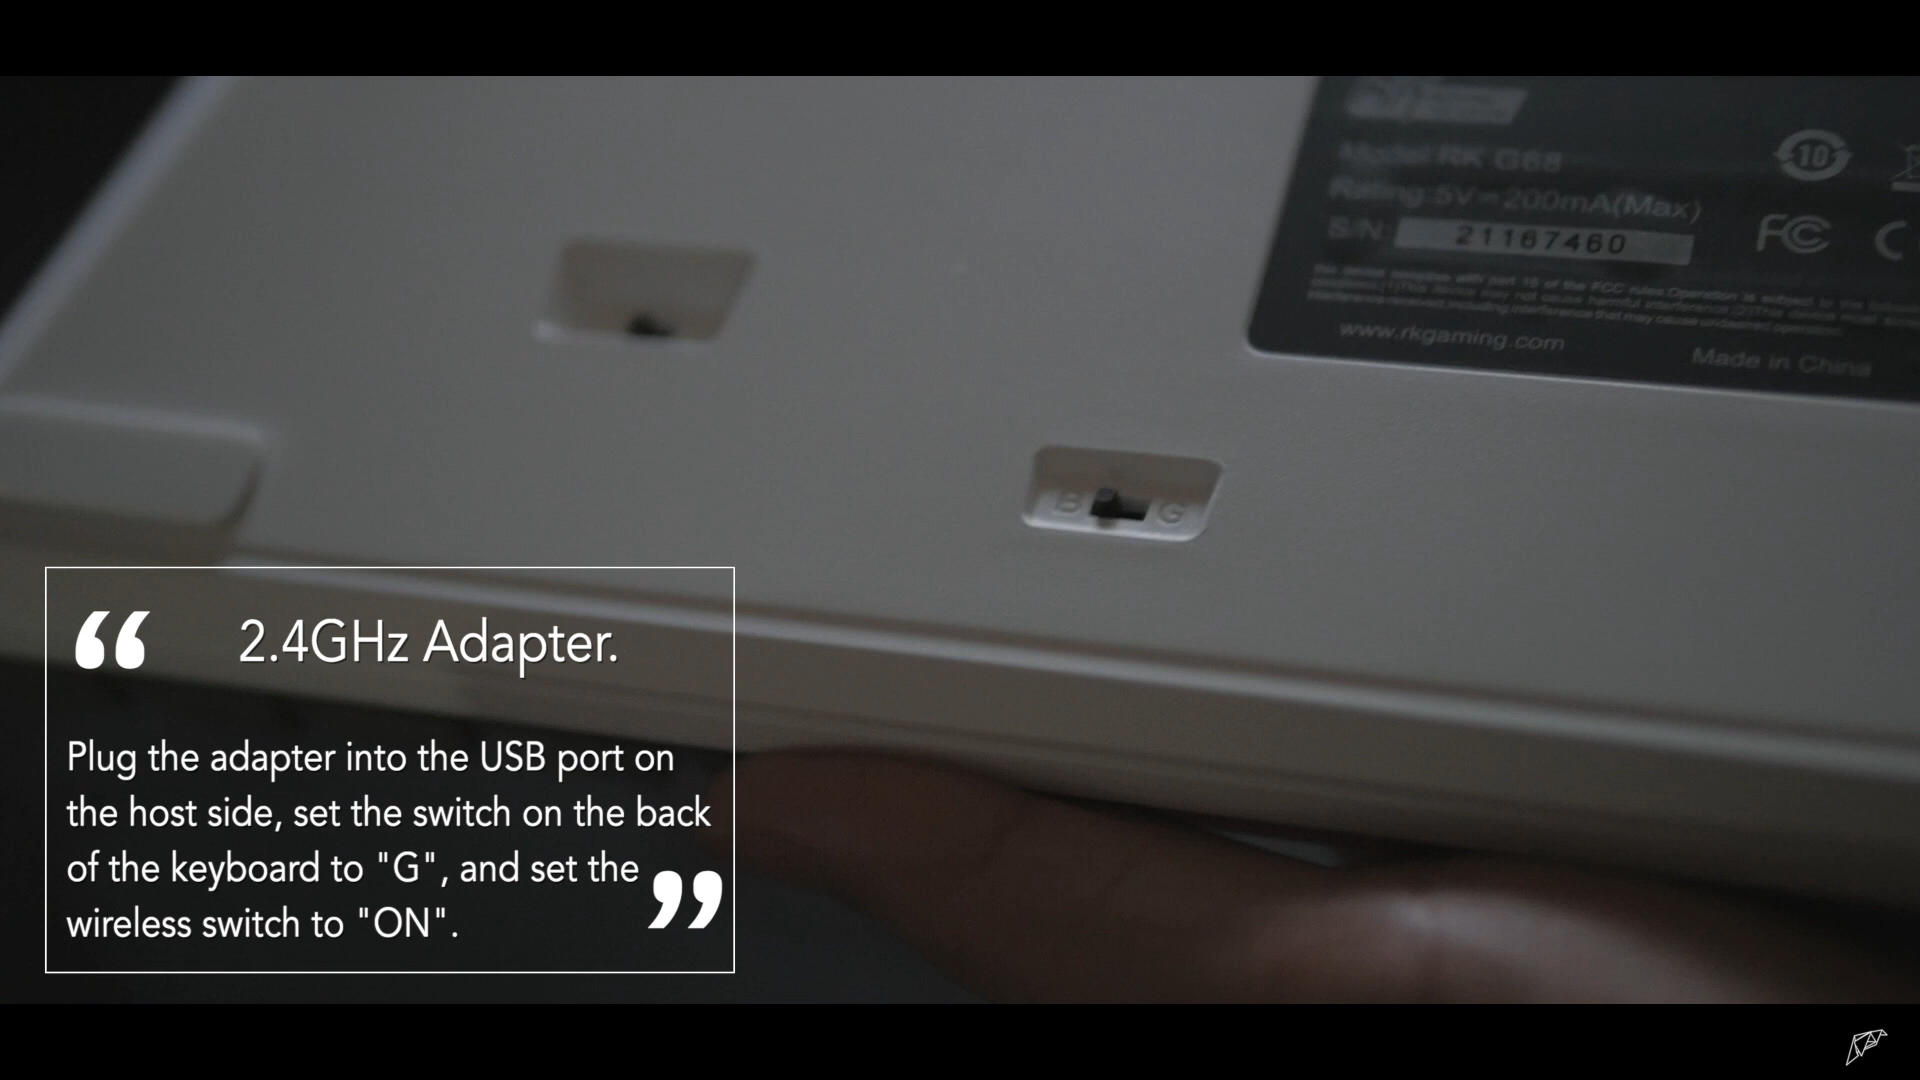 Model: RK G68
Rating: 5V=200mA(Max)
S/N: 21167460
10
FC
www.rkgaming.com
Made in China
B G
2.4GHz Adapter.
“
Plug the adapter into the USB port on
the host side, set the switch on the back
of the keyboard to "G", and set the
wireless switch to "ON".
”